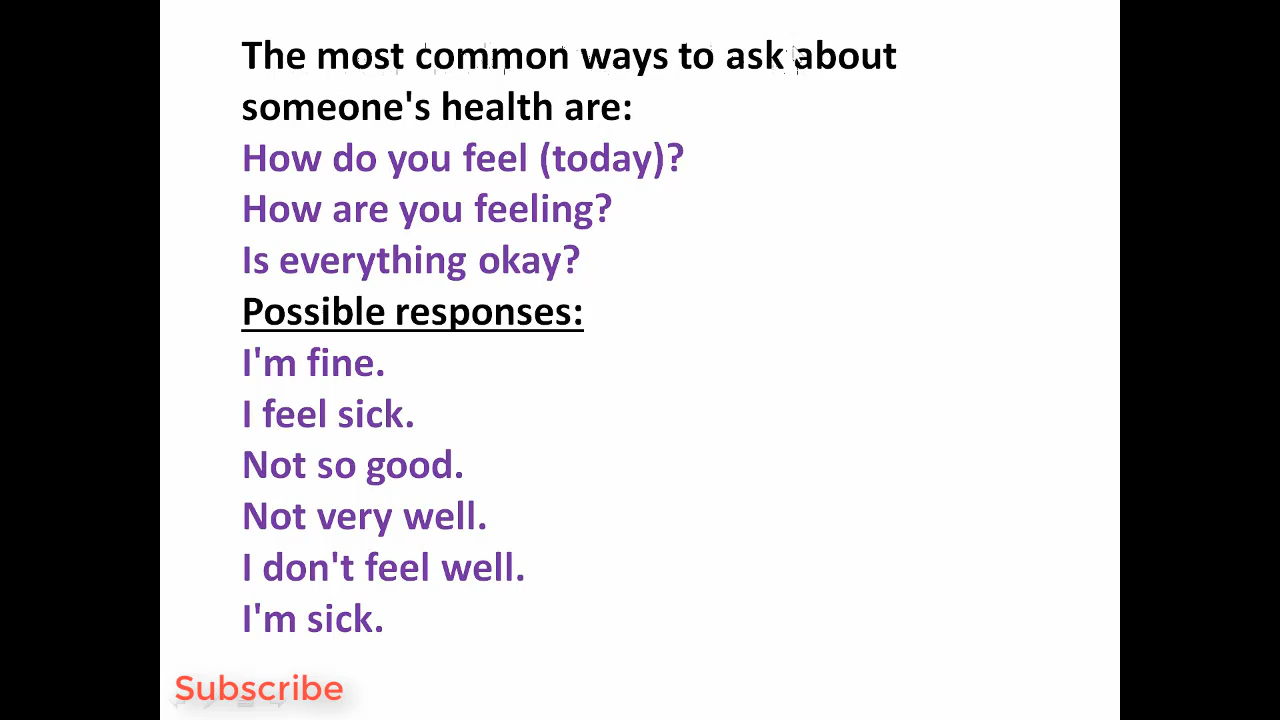 The most common ways to ask about
someone's health are:
How do you feel (today)?
How are you feeling?
Is everything okay?
Possible responses:
I'm fine.
I feel sick.
Not so good.
Not very well.
I don't feel well.
I'm sick.
Subscribe